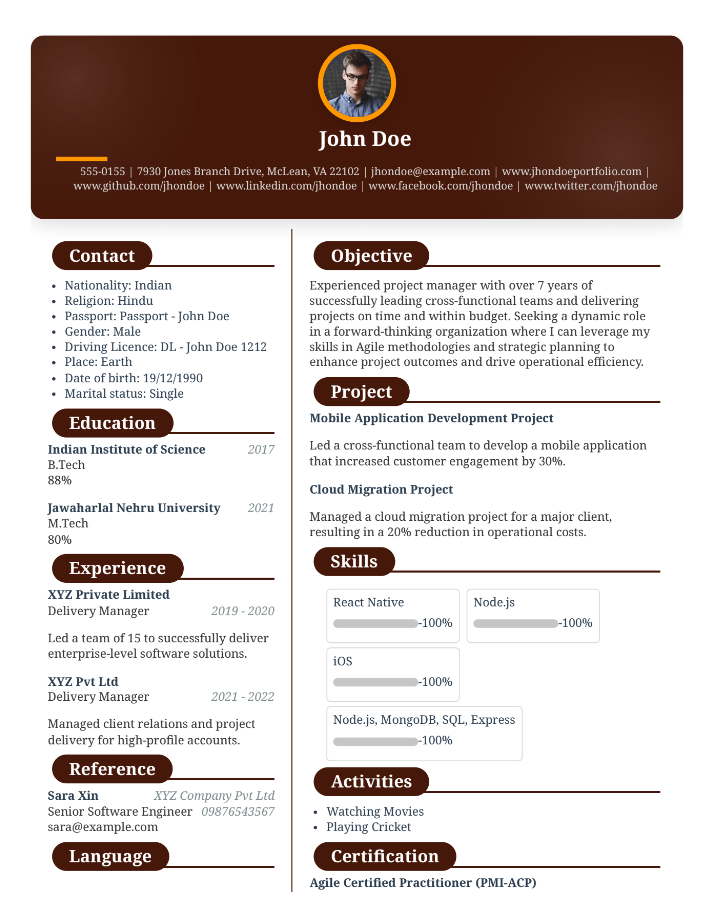 John Doe
555-0155 | 7930 Jones Branch Drive, McLean, VA 22102 | jhondoe@example.com | www.jhondoeportfolio.com |
www.github.com/jhondoe | www.linkedin.com/jhondoe | www.facebook.com/jhondoe | www.twitter.com/jhondoe
Contact
• Nationality: Indian
• Religion: Hindu
• Passport: Passport - John Doe
• Gender: Male
• Driving Licence: DL - John Doe 1212
• Place: Earth
• Date of birth: 19/12/1990
• Marital status: Single
Education
Indian Institute of Science 2017
B.Tech
88%
Jawaharlal Nehru University 2021
M.Tech
80%
Experience
XYZ Private Limited
Delivery Manager 2019 - 2020
Led a team of 15 to successfully deliver
enterprise-level software solutions.
XYZ Pvt Ltd
Delivery Manager 2021 - 2022
Managed client relations and project
delivery for high-profile accounts.
Reference
Sara Xin XYZ Company Pvt Ltd
Senior Software Engineer 09876543567
sara@example.com
Language
Objective
Experienced project manager with over 7 years of
successfully leading cross-functional teams and delivering
projects on time and within budget. Seeking a dynamic role
in a forward-thinking organization where I can leverage my
skills in Agile methodologies and strategic planning to
enhance project outcomes and drive operational efficiency.
Project
Mobile Application Development Project
Led a cross-functional team to develop a mobile application
that increased customer engagement by 30%.
Cloud Migration Project
Managed a cloud migration project for a major client,
resulting in a 20% reduction in operational costs.
Skills
React Native
-100%
Node.js
-100%
iOS
-100%
Node.js, MongoDB, SQL, Express
-100%
Activities
• Watching Movies
• Playing Cricket
Certification
Agile Certified Practitioner (PMI-ACP)